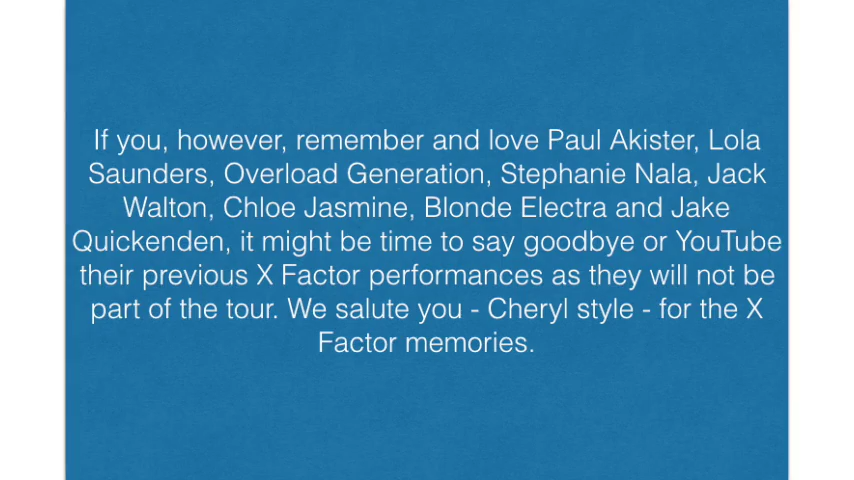 If you, however, remember and love Paul Akister, Lola
Saunders, Overload Generation, Stephanie Nala, Jack
Walton, Chloe Jasmine, Blonde Electra and Jake
Quickenden, it might be time to say goodbye or YouTube
their previous X Factor performances as they will not be
part of the tour. We salute you - Cheryl style - for the X
Factor memories.